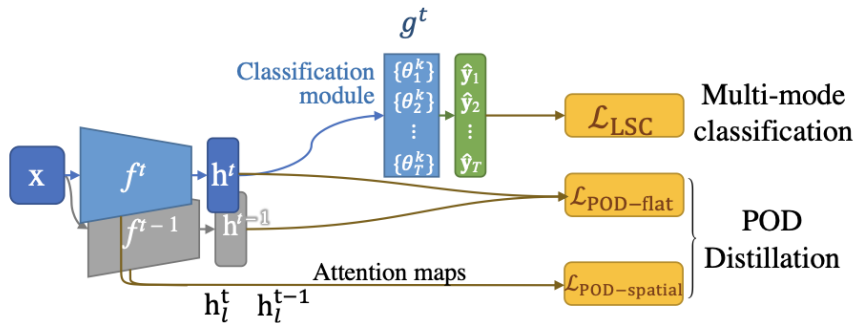 g^t
Classification
module
{θ_1^k}
{θ_2^k}
⋮
{θ_T^k}
ŷ_1
ŷ_2
⋮
ŷ_T
ℒ_LSC
Multi-mode
classification
x
f^t
h^t
f^{t-1}
h^{t-1}
ℒ_POD-flat
POD
Distillation
Attention maps
ℒ_POD-spatial
h_l^t h_l^{t-1}